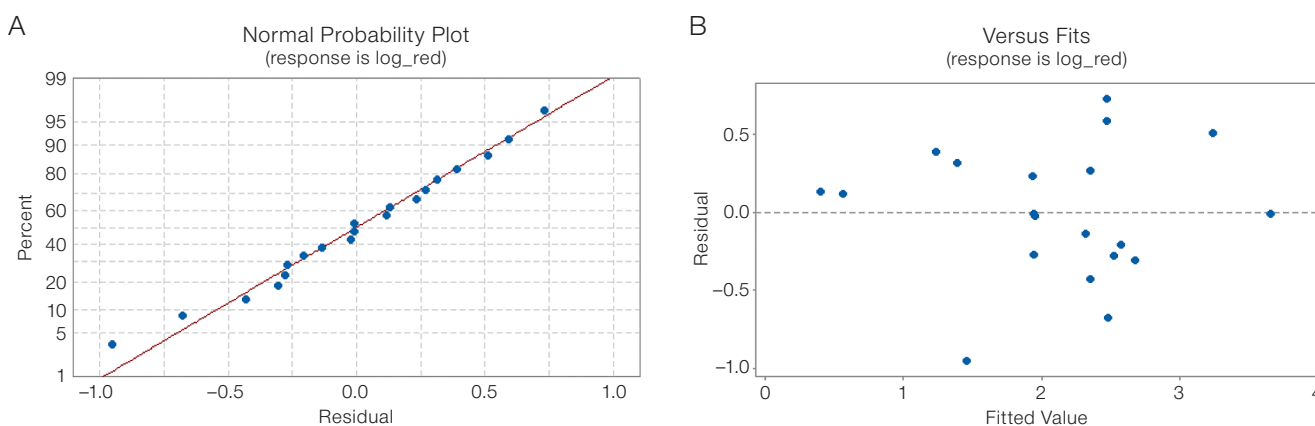 A
Normal Probability Plot
(response is log_red)
99
95
90
80
60
40
20
10
5
1
Percent
−1.0
−0.5
0.0
0.5
1.0
Residual
B
Versus Fits
(response is log_red)
0.5
0.0
−0.5
−1.0
Residual
0
1
2
3
4
Fitted Value